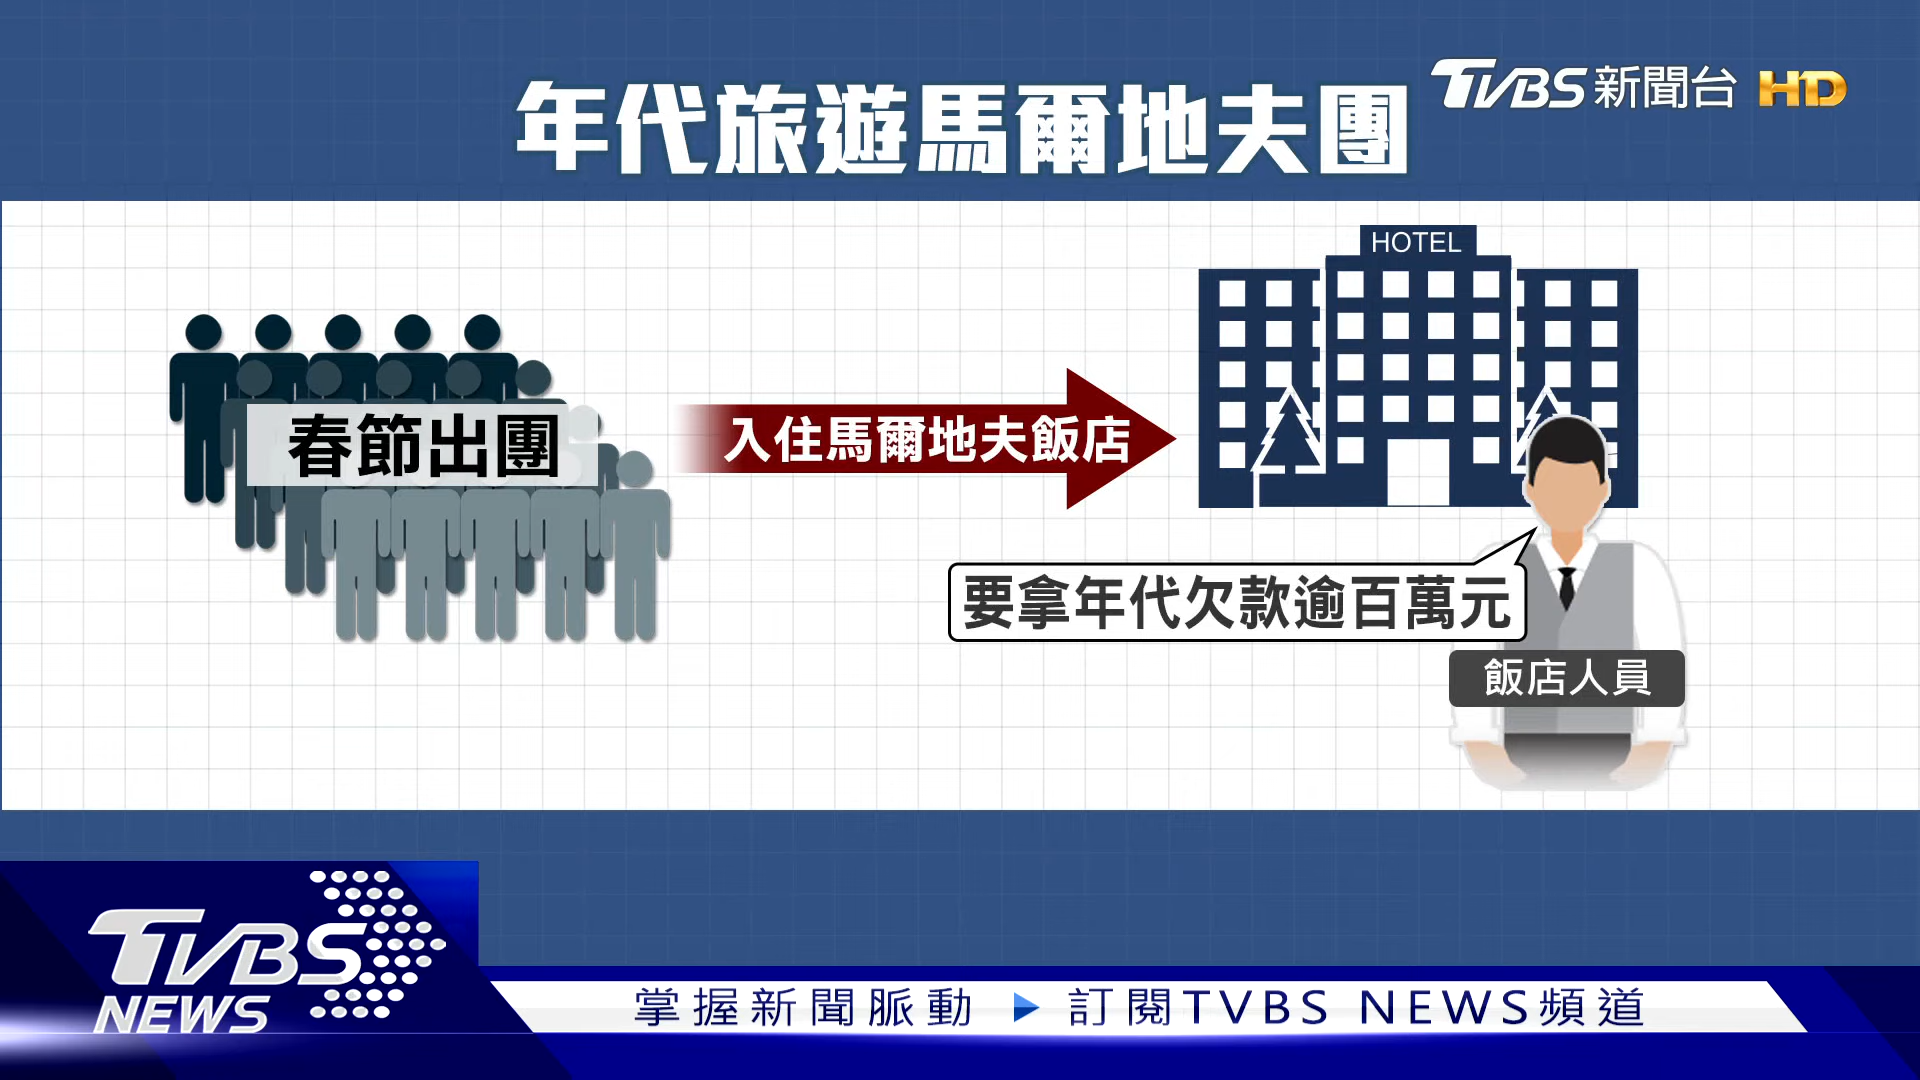 年代旅遊馬爾地夫團
TVBS新聞台 HD
HOTEL
春節出團
入住馬爾地夫飯店
要拿年代欠款逾百萬元
飯店人員
TVBS
NEWS
掌握新聞脈動 ▶ 訂閱TVBS NEWS頻道